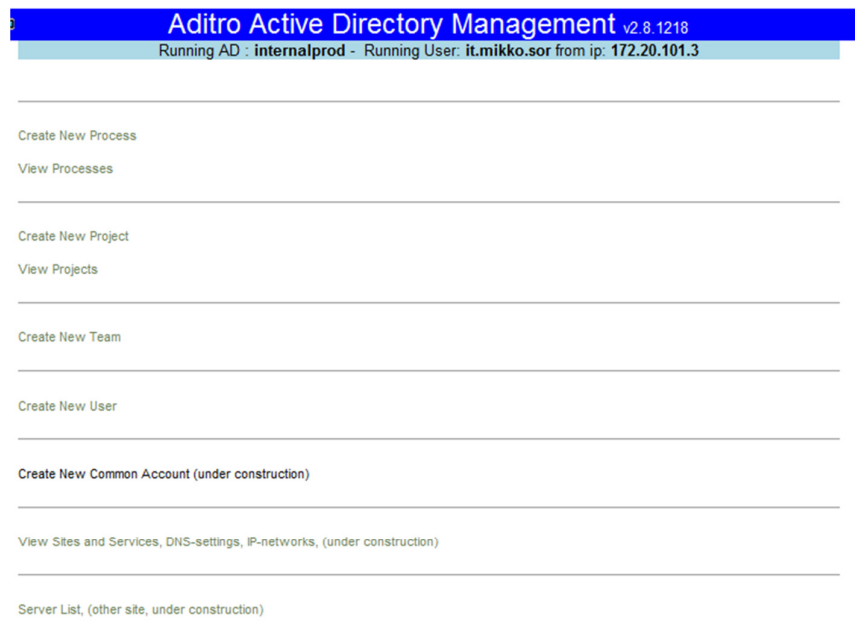 Aditro Active Directory Management v2.8.1218
Running AD : internalprod - Running User: it.mikko.sor from ip: 172.20.101.3
Create New Process
View Processes
Create New Project
View Projects
Create New Team
Create New User
Create New Common Account (under construction)
View Sites and Services, DNS-settings, IP-networks, (under construction)
Server List, (other site, under construction)